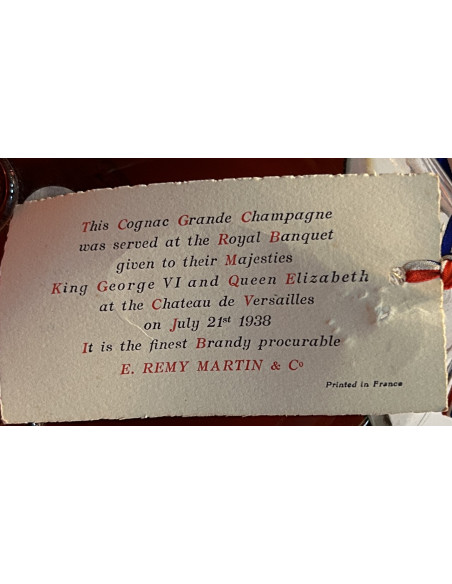 This Cognac Grande Champagne
was served at the Royal Banquet
given to their Majesties
King George VI and Queen Elizabeth
at the Chateau de Versailles
on July 21st 1938
It is the finest Brandy procurable
E. REMY MARTIN & Co
Printed in France